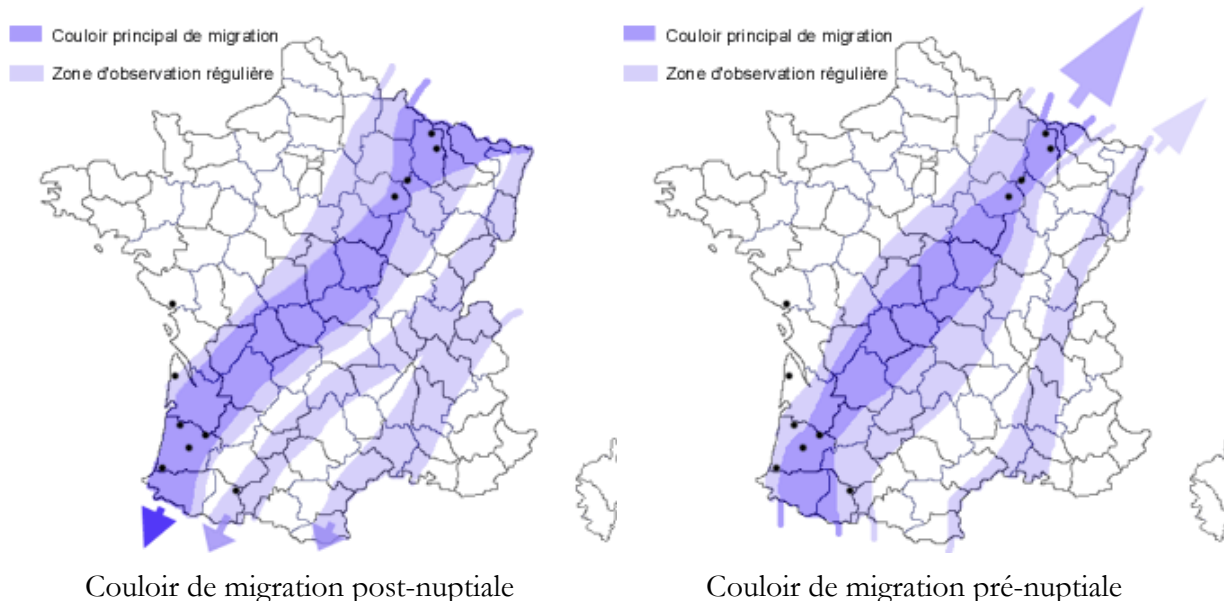 Couloir principal de migration
Zone d'observation régulière
Couloir principal de migration
Zone d'observation régulière
Couloir de migration post-nuptiale
Couloir de migration pré-nuptiale